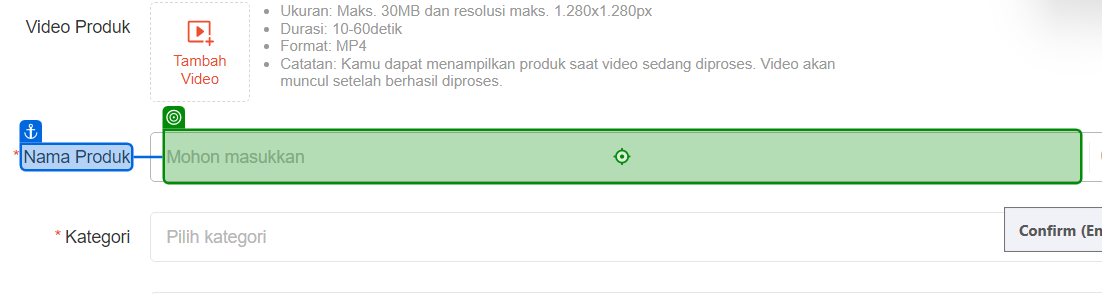 Video Produk
Tambah
Video
Ukuran: Maks. 30MB dan resolusi maks. 1.280x1.280px
Durasi: 10-60detik
Format: MP4
Catatan: Kamu dapat menampilkan produk saat video sedang diproses. Video akan
muncul setelah berhasil diproses.
* Nama Produk
Mohon masukkan
* Kategori
Pilih kategori
Confirm (En